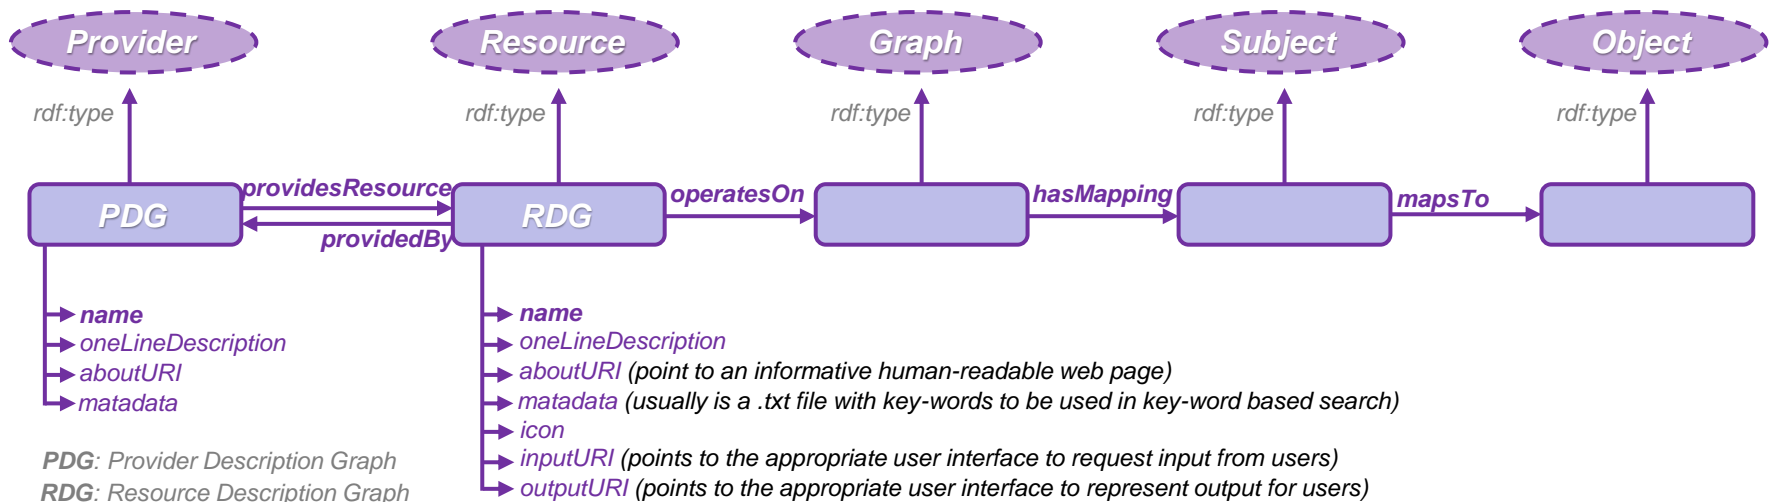 Provider Resource Graph Subject Object
rdf:type rdf:type rdf:type rdf:type rdf:type
PDG providesResource RDG operatesOn hasMapping mapsTo
providedBy
name
oneLineDescription
aboutURI
matadata
name
oneLineDescription
aboutURI (point to an informative human-readable web page)
matadata (usually is a .txt file with key-words to be used in key-word based search)
icon
inputURI (points to the appropriate user interface to request input from users)
outputURI (points to the appropriate user interface to represent output for users)
PDG: Provider Description Graph
RDG: Resource Description Graph